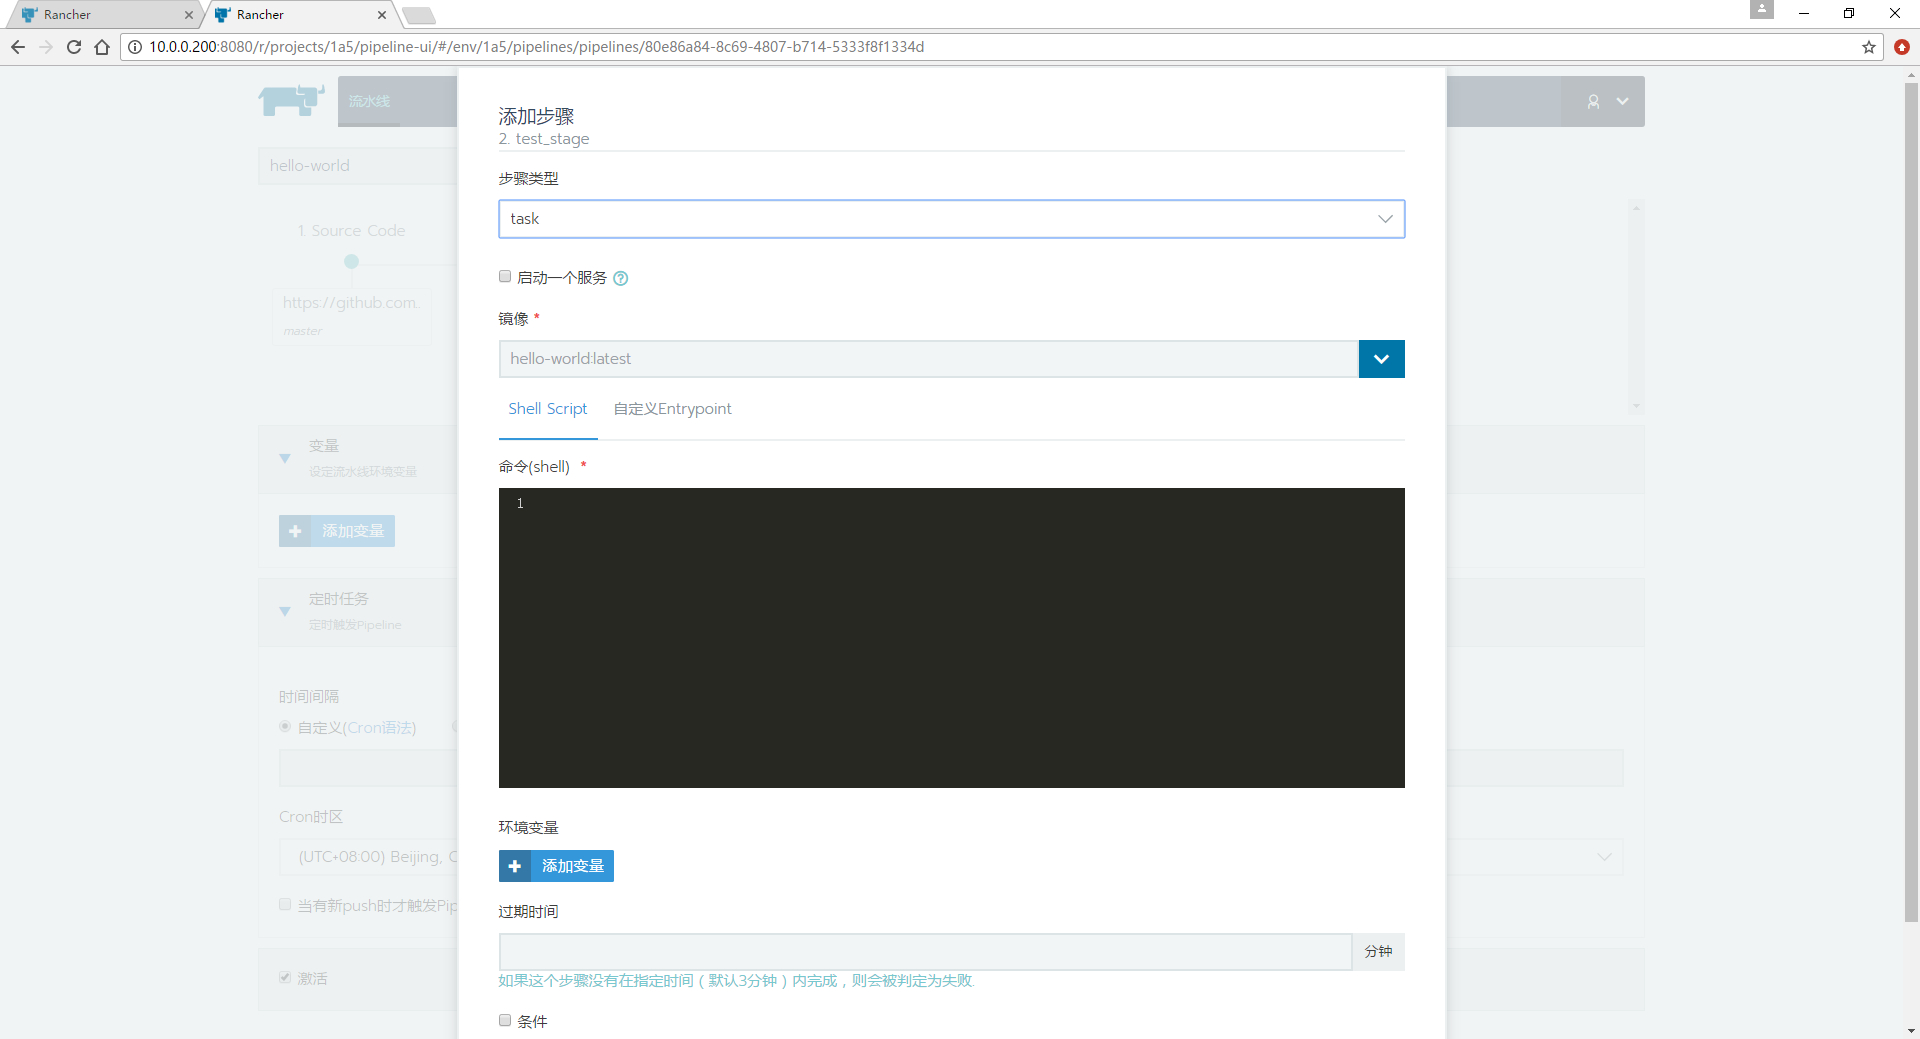 Rancher
Rancher
10.0.0.200:8080/r/projects/1a5/pipeline-ui/#/env/1a5/pipelines/pipelines/80e86a84-8c69-4807-b714-5333f8f1334d
流水线
hello-world
1. Source Code
https://github.com.
master
变量
设定流水线环境变量
添加变量
定时任务
定时触发Pipeline
时间间隔
自定义(Cron语法)
Cron时区
(UTC+08:00) Beijing, C
当有新push时才触发Pip
激活
添加步骤
2. test_stage
步骤类型
task
启动一个服务
镜像 *
hello-world:latest
Shell Script 自定义Entrypoint
命令(shell) *
1
环境变量
添加变量
过期时间
分钟
如果这个步骤没有在指定时间（默认3分钟）内完成，则会被判定为失败.
条件